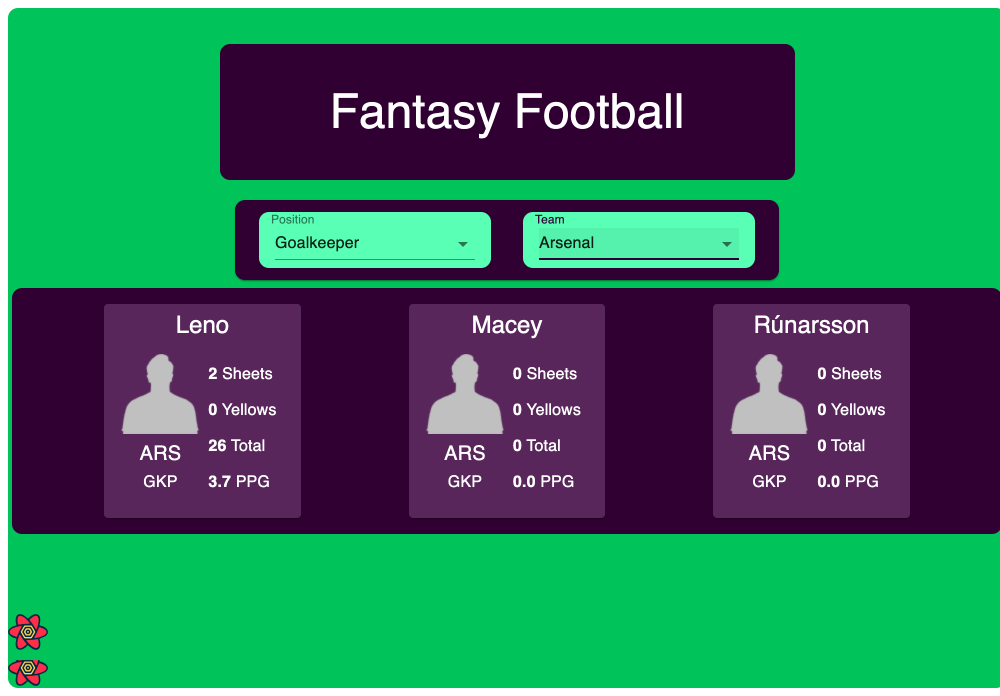 Fantasy Football
Position
Goalkeeper
Team
Arsenal
Leno
2 Sheets
0 Yellows
26 Total
3.7 PPG
ARS
GKP
Macey
0 Sheets
0 Yellows
0 Total
0.0 PPG
ARS
GKP
Rúnarsson
0 Sheets
0 Yellows
0 Total
0.0 PPG
ARS
GKP